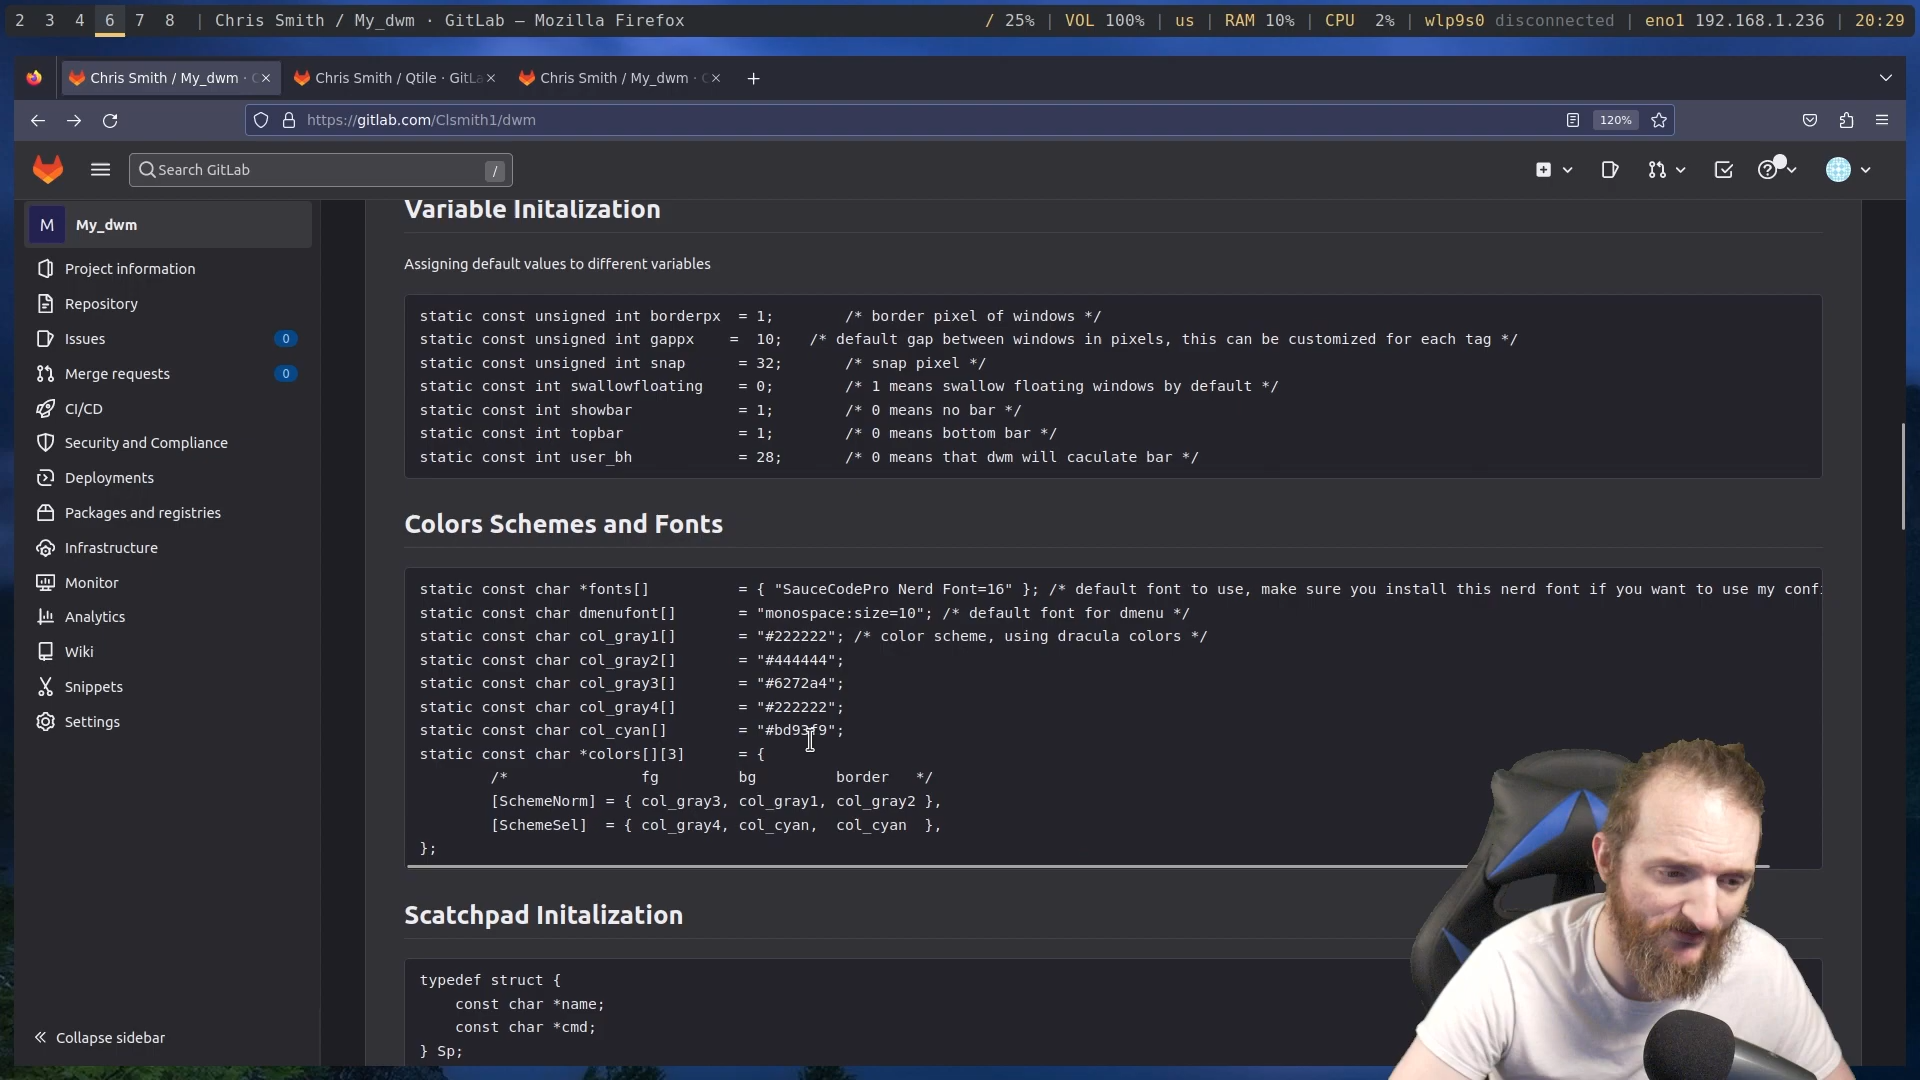 2 3 4 6 7 8 | Chris Smith / My_dwm · GitLab — Mozilla Firefox
/ 25% | VOL 100% | us | RAM 10% | CPU 2% | wlp9s0 disconnected | eno1 192.168.1.236 | 20:29
Chris Smith / My_dwm · Chris Smith / Qtile · GitLa Chris Smith / My_dwm ·
https://gitlab.com/Clsmith1/dwm 120%
Search GitLab /
M My_dwm
Project information
Repository
Issues 0
Merge requests 0
CI/CD
Security and Compliance
Deployments
Packages and registries
Infrastructure
Monitor
Analytics
Wiki
Snippets
Settings
Collapse sidebar
Variable Initalization
Assigning default values to different variables
static const unsigned int borderpx = 1; /* border pixel of windows */
static const unsigned int gappx = 10; /* default gap between windows in pixels, this can be customized for each tag */
static const unsigned int snap = 32; /* snap pixel */
static const int swallowfloating = 0; /* 1 means swallow floating windows by default */
static const int showbar = 1; /* 0 means no bar */
static const int topbar = 1; /* 0 means bottom bar */
static const int user_bh = 28; /* 0 means that dwm will caculate bar */
Colors Schemes and Fonts
static const char *fonts[] = { "SauceCodePro Nerd Font=16" }; /* default font to use, make sure you install this nerd font if you want to use my confi
static const char dmenufont[] = "monospace:size=10"; /* default font for dmenu */
static const char col_gray1[] = "#222222"; /* color scheme, using dracula colors */
static const char col_gray2[] = "#444444";
static const char col_gray3[] = "#6272a4";
static const char col_gray4[] = "#222222";
static const char col_cyan[] = "#bd93f9";
static const char *colors[][3] = {
/* fg bg border */
[SchemeNorm] = { col_gray3, col_gray1, col_gray2 },
[SchemeSel] = { col_gray4, col_cyan, col_cyan },
};
Scatchpad Initalization
typedef struct {
const char *name;
const char *cmd;
} Sp;